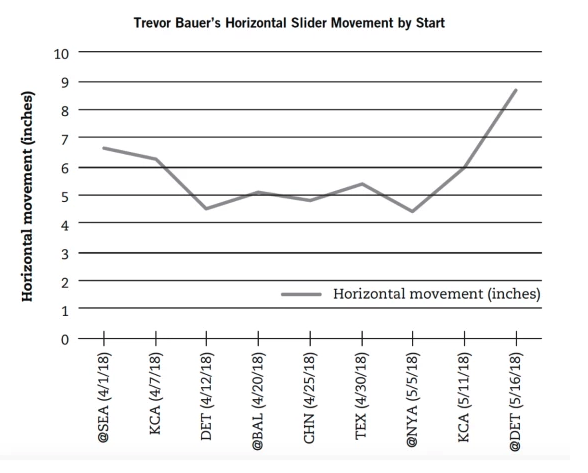 Trevor Bauer’s Horizontal Slider Movement by Start
Horizontal movement (inches)
10
9
8
7
6
5
4
3
2
1
0
Horizontal movement (inches)
@SEA (4/1/18)
KCA (4/7/18)
DET (4/12/18)
@BAL (4/20/18)
CHN (4/25/18)
TEX (4/30/18)
@NYA (5/5/18)
KCA (5/11/18)
@DET (5/16/18)